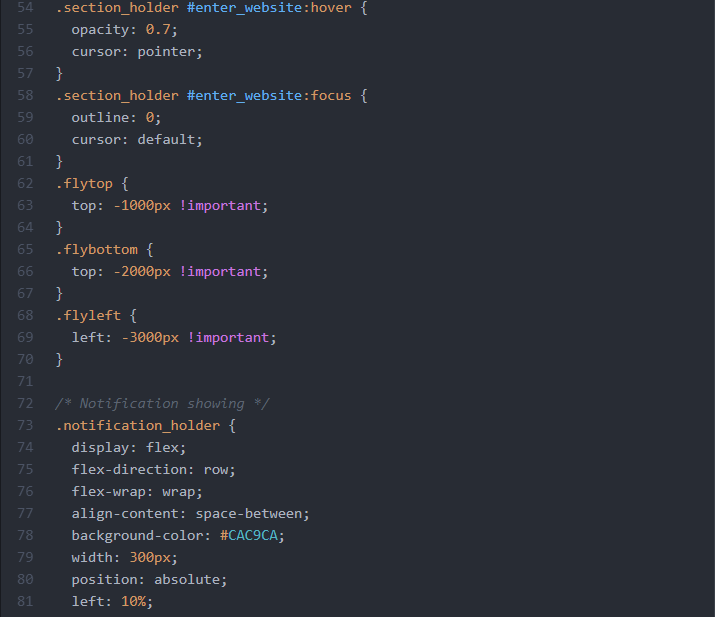 54 .section_holder #enter_website:hover {
55   opacity: 0.7;
56   cursor: pointer;
57 }
58 .section_holder #enter_website:focus {
59   outline: 0;
60   cursor: default;
61 }
62 .flytop {
63   top: -1000px !important;
64 }
65 .flybottom {
66   top: -2000px !important;
67 }
68 .flyleft {
69   left: -3000px !important;
70 }
71
72 /* Notification showing */
73 .notification_holder {
74   display: flex;
75   flex-direction: row;
76   flex-wrap: wrap;
77   align-content: space-between;
78   background-color: #CAC9CA;
79   width: 300px;
80   position: absolute;
81   left: 10%;